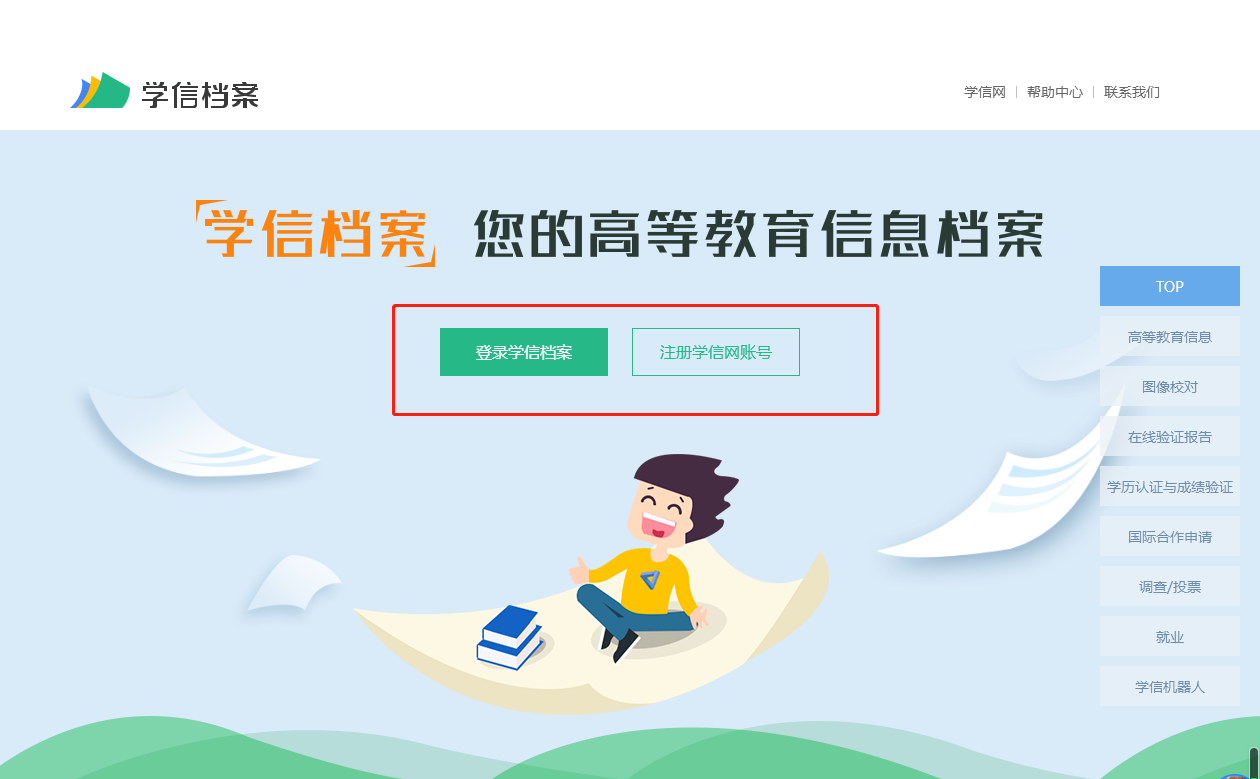 学信档案
学信网 | 帮助中心 | 联系我们
「学信档案」 您的高等教育信息档案
登录学信档案 注册学信网账号
TOP
高等教育信息
图像校对
在线验证报告
学历认证与成绩验证
国际合作申请
调查/投票
就业
学信机器人